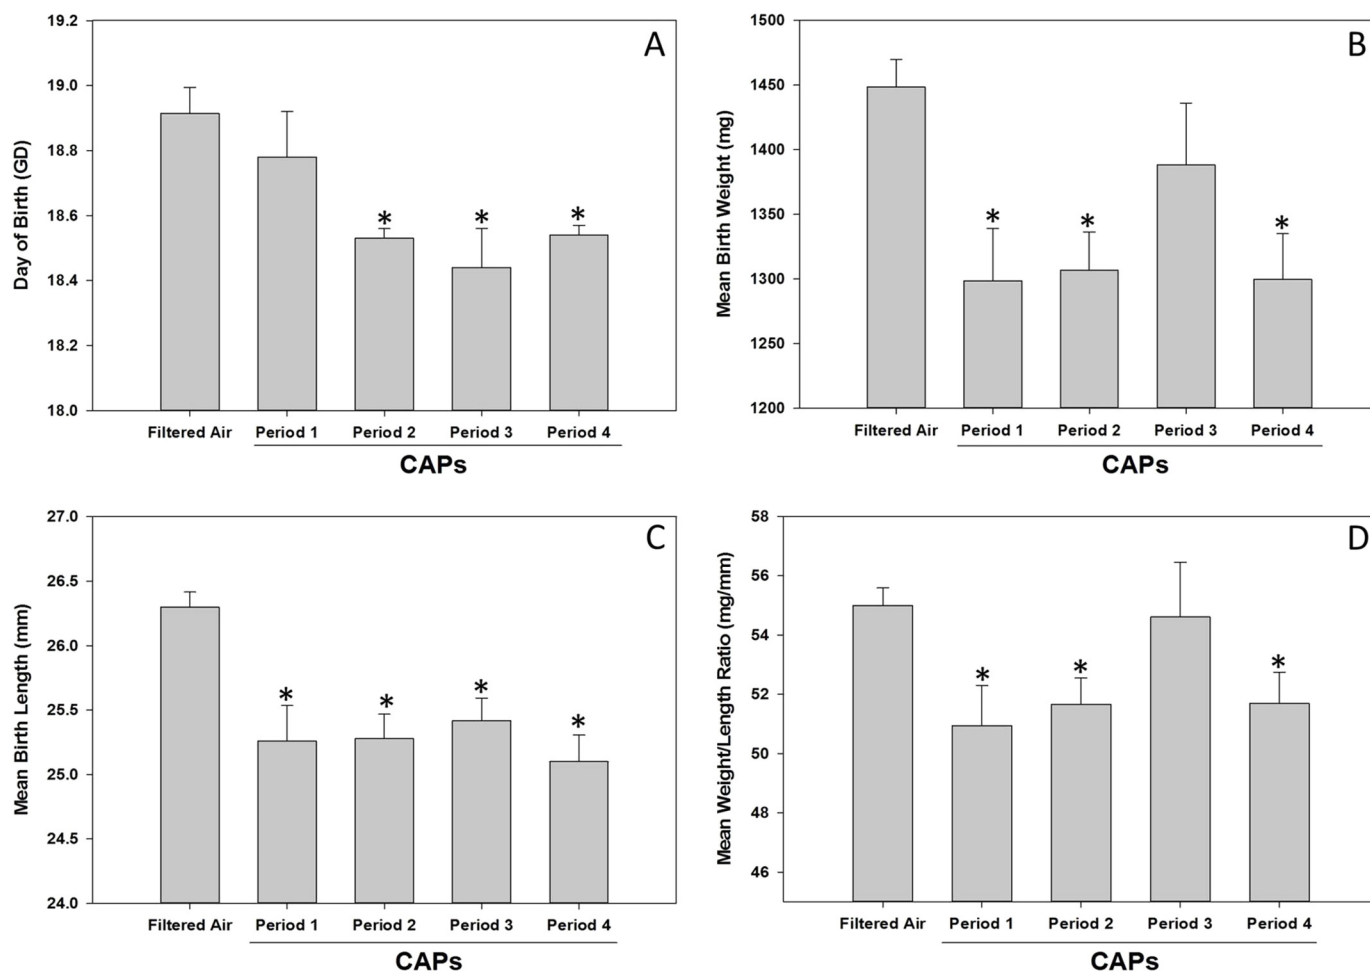 A
Day of Birth (GD)
19.2
19.0
18.8
18.6
18.4
18.2
18.0
* * *
Filtered Air Period 1 Period 2 Period 3 Period 4
CAPs
B
Mean Birth Weight (mg)
1500
1450
1400
1350
1300
1250
1200
* * *
Filtered Air Period 1 Period 2 Period 3 Period 4
CAPs
C
Mean Birth Length (mm)
27.0
26.5
26.0
25.5
25.0
24.5
24.0
* * * *
Filtered Air Period 1 Period 2 Period 3 Period 4
CAPs
D
Mean Weight/Length Ratio (mg/mm)
58
56
54
52
50
48
46
* * *
Filtered Air Period 1 Period 2 Period 3 Period 4
CAPs